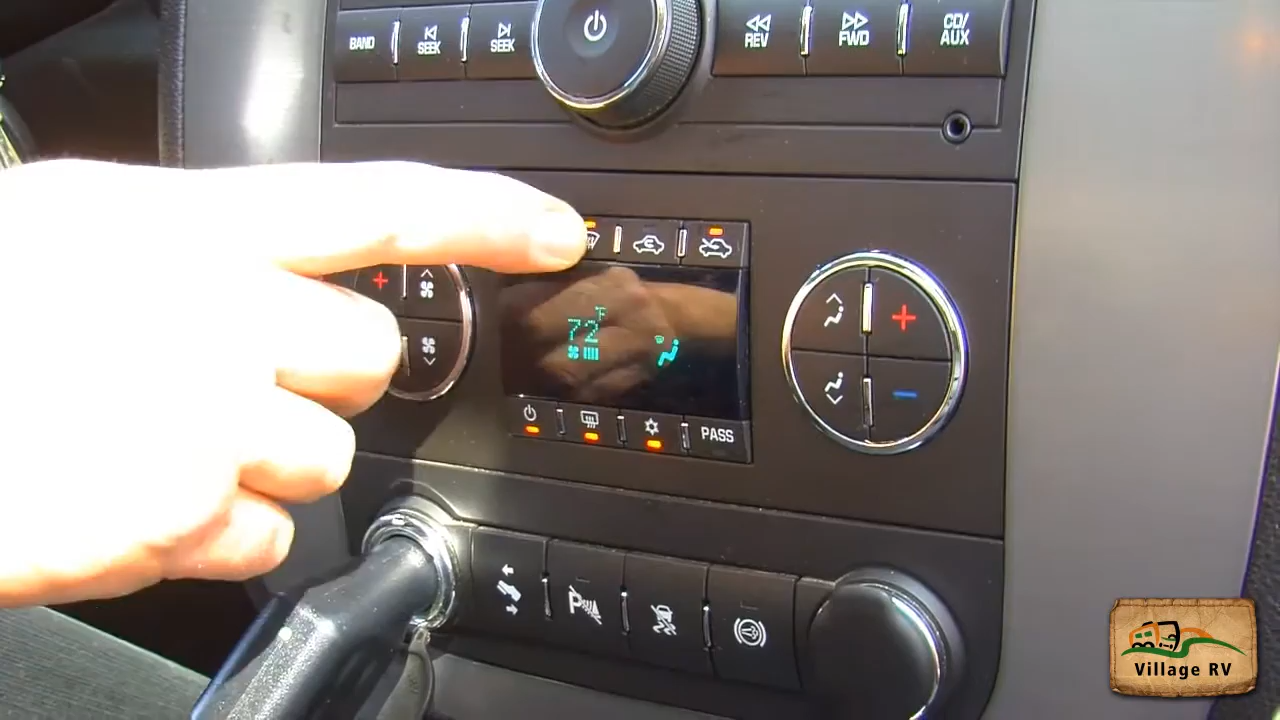 BAND
SEEK
SEEK
REV
FWD
CD/
AUX
72°F
PASS
P
Village RV